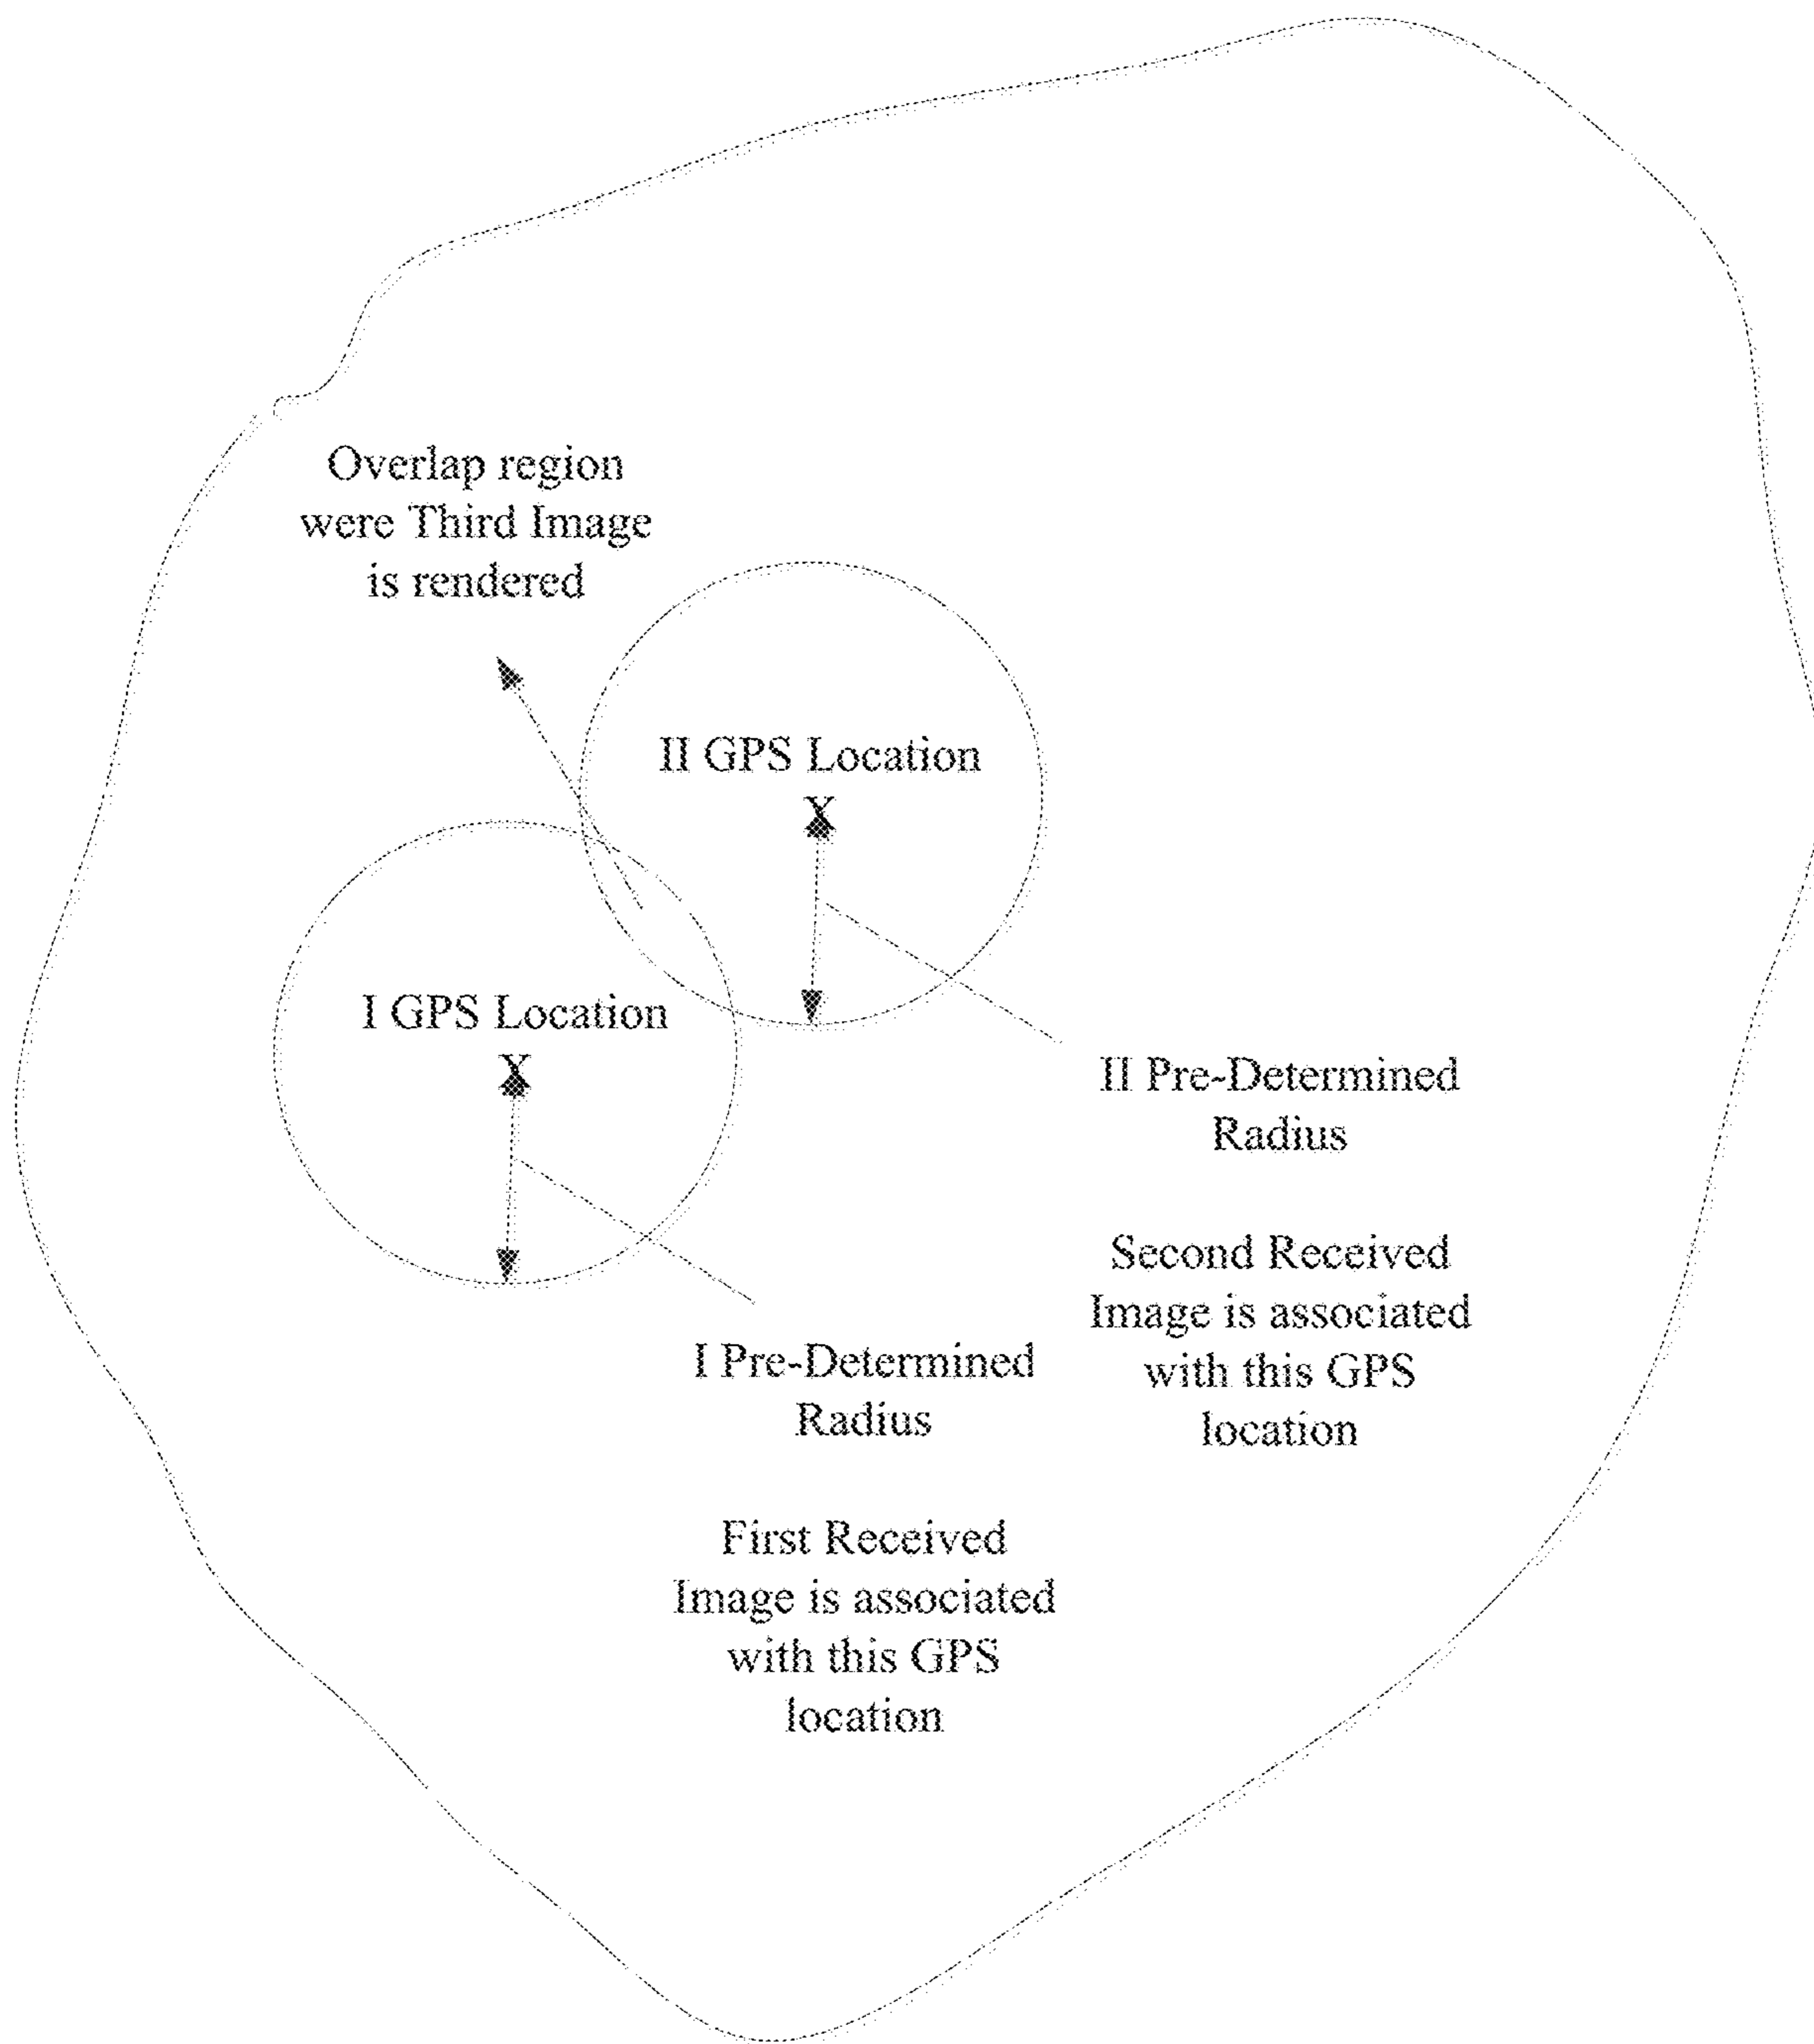 Overlap region
were Third Image
is rendered
II GPS Location
X
I GPS Location
X
II Pre-Determined
Radius
Second Received
Image is associated
with this GPS
location
I Pre-Determined
Radius
First Received
Image is associated
with this GPS
location